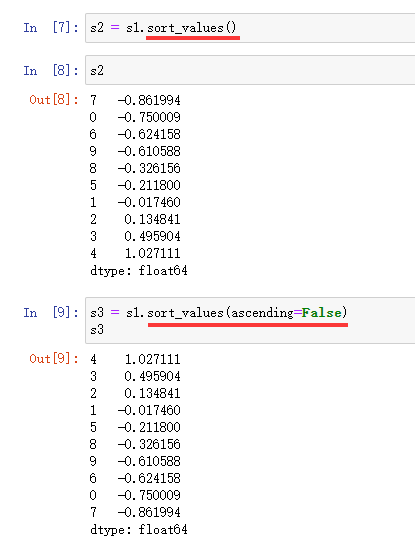 In [7]: s2 = s1.sort_values()
In [8]: s2
Out[8]: 7 -0.861994
0 -0.750009
6 -0.624158
9 -0.610588
8 -0.326156
5 -0.211800
1 -0.017460
2 0.134841
3 0.495904
4 1.027111
dtype: float64
In [9]: s3 = s1.sort_values(ascending=False)
s3
Out[9]: 4 1.027111
3 0.495904
2 0.134841
1 -0.017460
5 -0.211800
8 -0.326156
9 -0.610588
6 -0.624158
0 -0.750009
7 -0.861994
dtype: float64